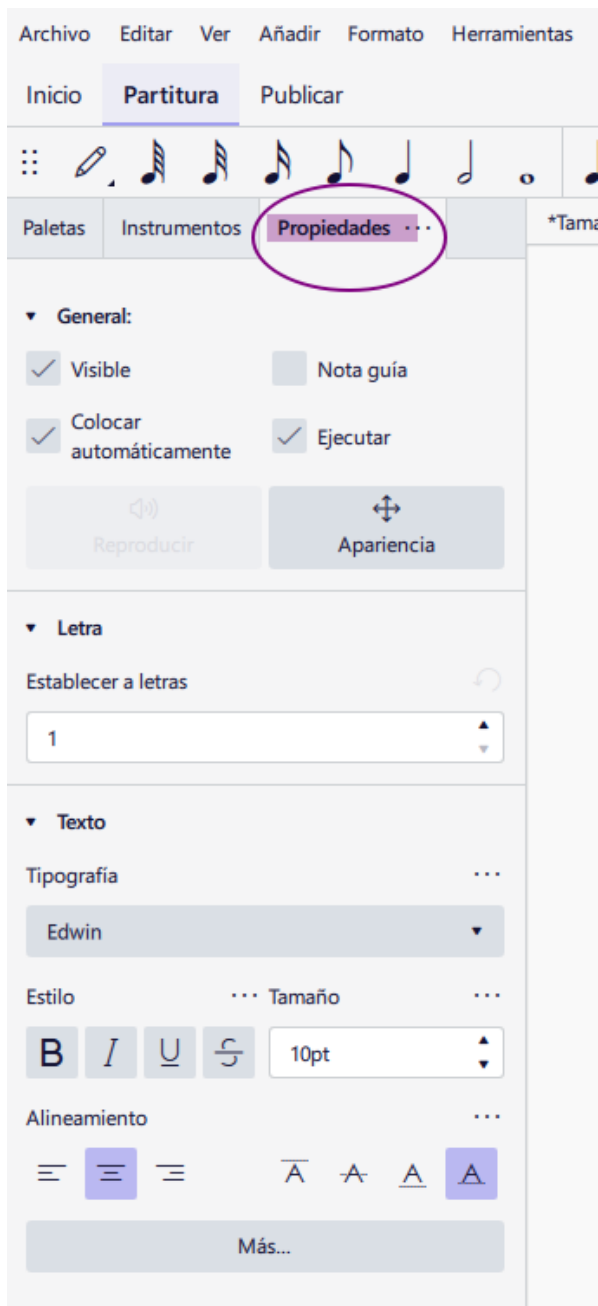 Archivo Editar Ver Añadir Formato Herramientas
Inicio Partitura Publicar
Paletas Instrumentos Propiedades ··· *Tama
General:
Visible Nota guía
Colocar
automáticamente Ejecutar
Reproducir Apariencia
Letra
Establecer a letras
1
Texto
Tipografía ···
Edwin
Estilo ··· Tamaño ···
B I U S 10pt
Alineamiento ···
A A A A
Más...